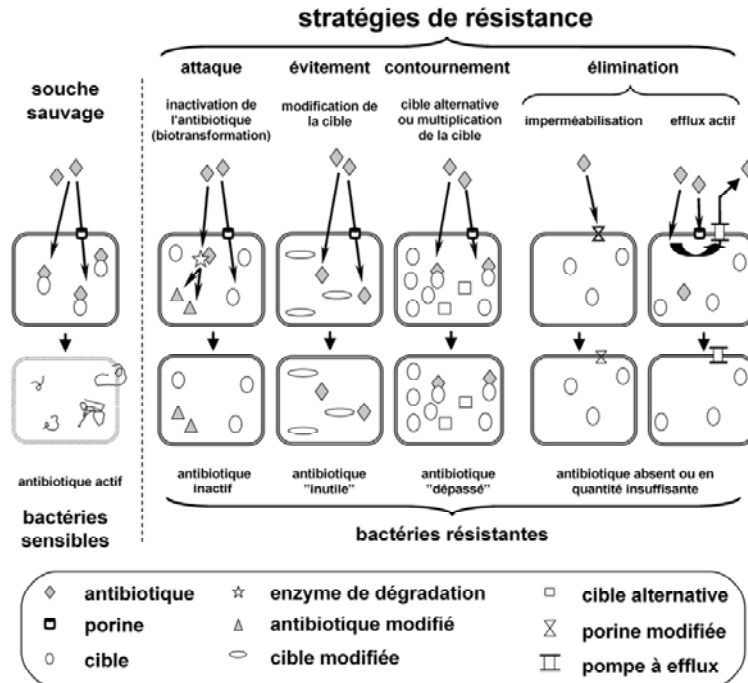 stratégies de résistance
souche
sauvage
attaque
inactivation de
l'antibiotique
(biotransformation)
évitement
modification de
la cible
contournement
cible alternative
ou multiplication
de la cible
élimination
imperméabilisation
efflux actif
antibiotique actif
bactéries
sensibles
antibiotique
inactif
antibiotique
"inutile"
antibiotique
"dépassé"
antibiotique absent ou en
quantité insuffisante
bactéries résistantes
antibiotique
porine
cible
enzyme de dégradation
antibiotique modifié
cible modifiée
cible alternative
porine modifiée
pompe à efflux